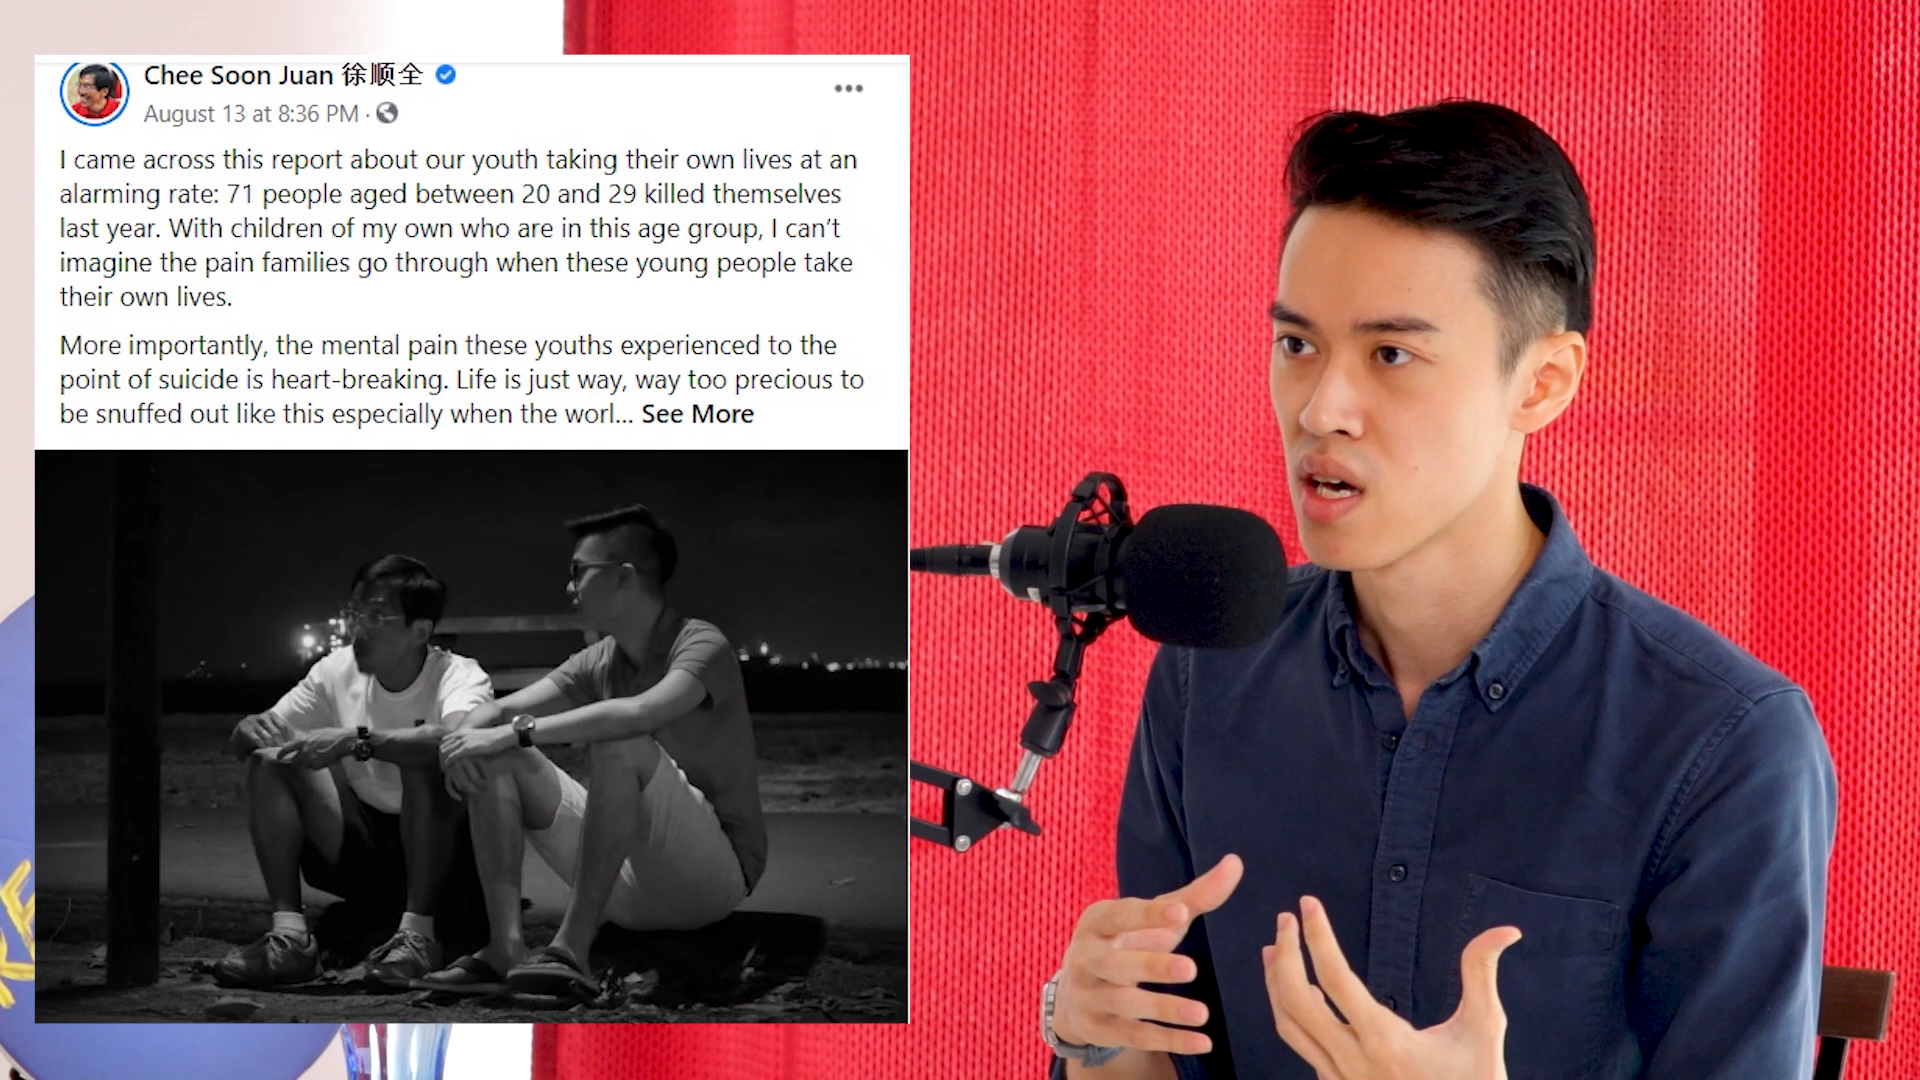 Chee Soon Juan 徐顺全
August 13 at 8:36 PM ·
I came across this report about our youth taking their own lives at an
alarming rate: 71 people aged between 20 and 29 killed themselves
last year. With children of my own who are in this age group, I can’t
imagine the pain families go through when these young people take
their own lives.
More importantly, the mental pain these youths experienced to the
point of suicide is heart-breaking. Life is just way, way too precious to
be snuffed out like this especially when the worl... See More